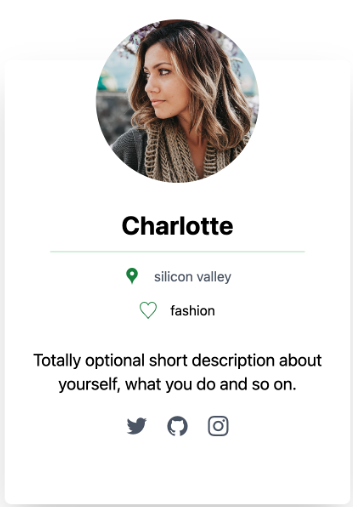 Charlotte
silicon valley
fashion
Totally optional short description about
yourself, what you do and so on.